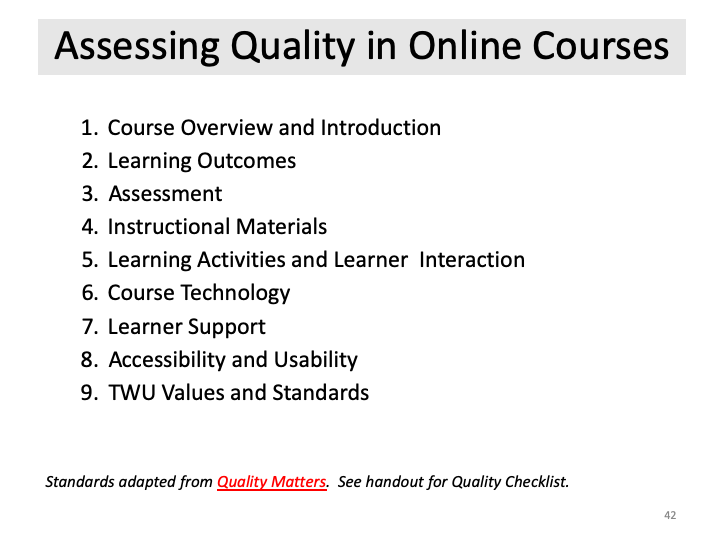 Assessing Quality in Online Courses
1. Course Overview and Introduction
2. Learning Outcomes
3. Assessment
4. Instructional Materials
5. Learning Activities and Learner  Interaction
6. Course Technology
7. Learner Support
8. Accessibility and Usability
9. TWU Values and Standards
Standards adapted from Quality Matters.  See handout for Quality Checklist.
42